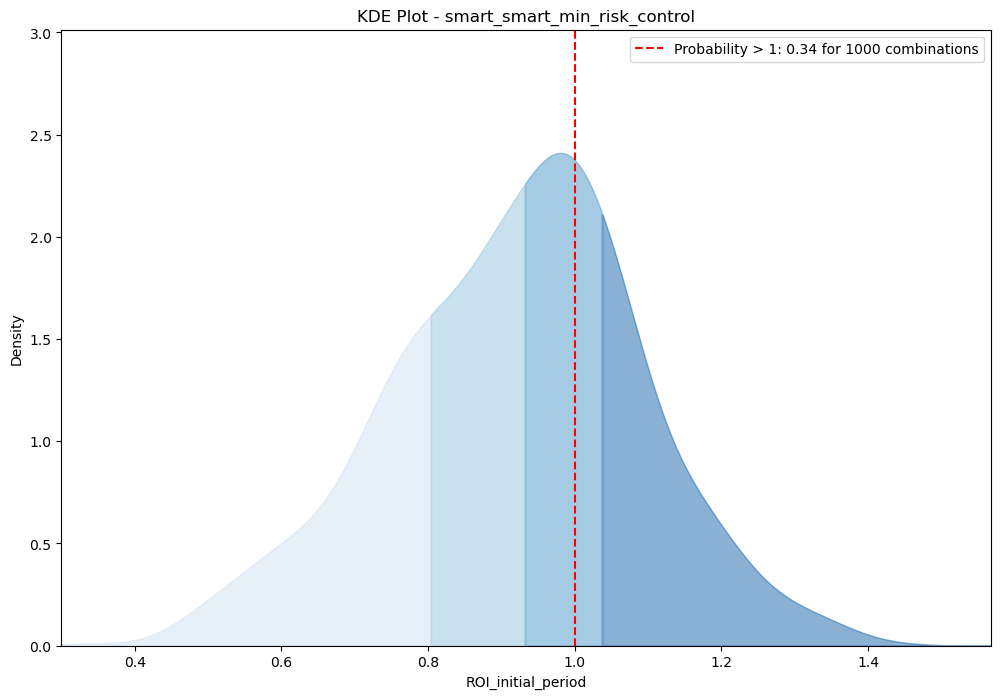 KDE Plot - smart_smart_min_risk_control
Probability > 1: 0.34 for 1000 combinations
3.0
2.5
2.0
1.5
1.0
0.5
0.0
Density
0.4 0.6 0.8 1.0 1.2 1.4
ROI_initial_period